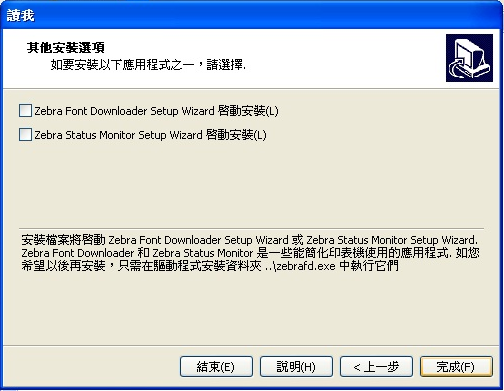 讀我
其他安裝選項
如要安裝以下應用程式之一，請選擇.
Zebra Font Downloader Setup Wizard 啓動安裝(L)
Zebra Status Monitor Setup Wizard 啓動安裝(L)
安裝檔案將啓動 Zebra Font Downloader Setup Wizard 或 Zebra Status Monitor Setup Wizard.
Zebra Font Downloader 和 Zebra Status Monitor 是一些能簡化印表機使用的應用程式. 如您
希望以後再安裝，只需在驅動程式安裝資料夾 ..\zebrafd.exe 中執行它們
結束(E) 說明(H) < 上一步 完成(F)